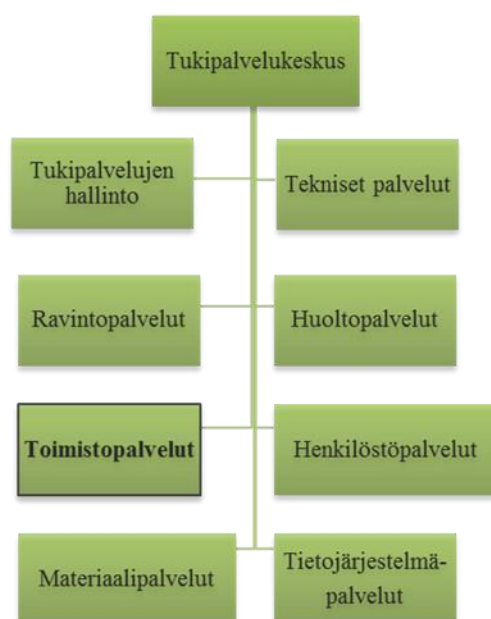 Tukipalvelukeskus
Tukipalvelujen
hallinto
Tekniset palvelut
Ravintopalvelut
Huoltopalvelut
Toimistopalvelut
Henkilöstöpalvelut
Materiaalipalvelut
Tietojärjestelmä-
palvelut